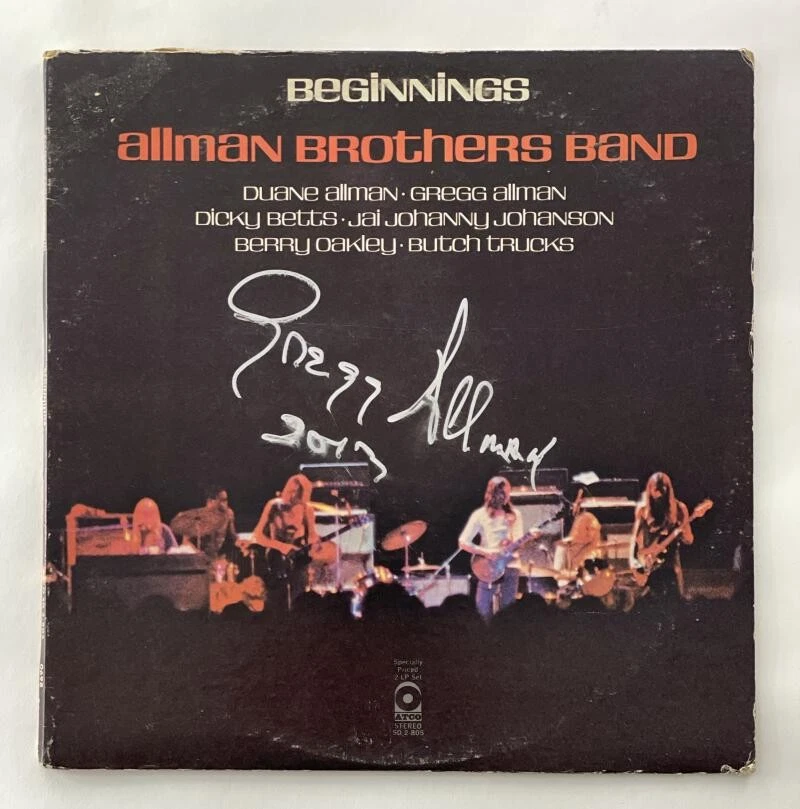 BEGINNINGS
allman BROTHERS BAND
DUANE allman · GREGG allman
DICKY BETTS · JAI JOHANNY JOHANSON
BERRY OAKLEY · BUTCH TRUCKS
Gregg Allman
2013
Specially
Priced
2 LP Set
ATCO
STEREO
SD 2-805